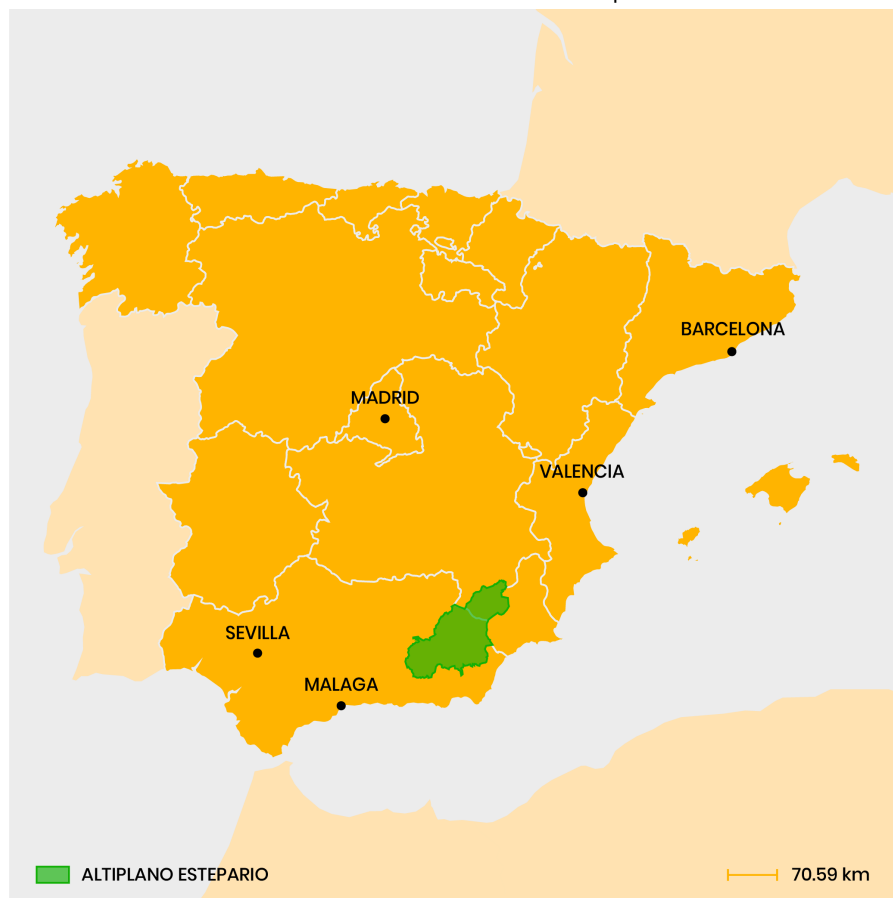 BARCELONA
MADRID
VALENCIA
SEVILLA
MALAGA
ALTIPLANO ESTEPARIO
70.59 km